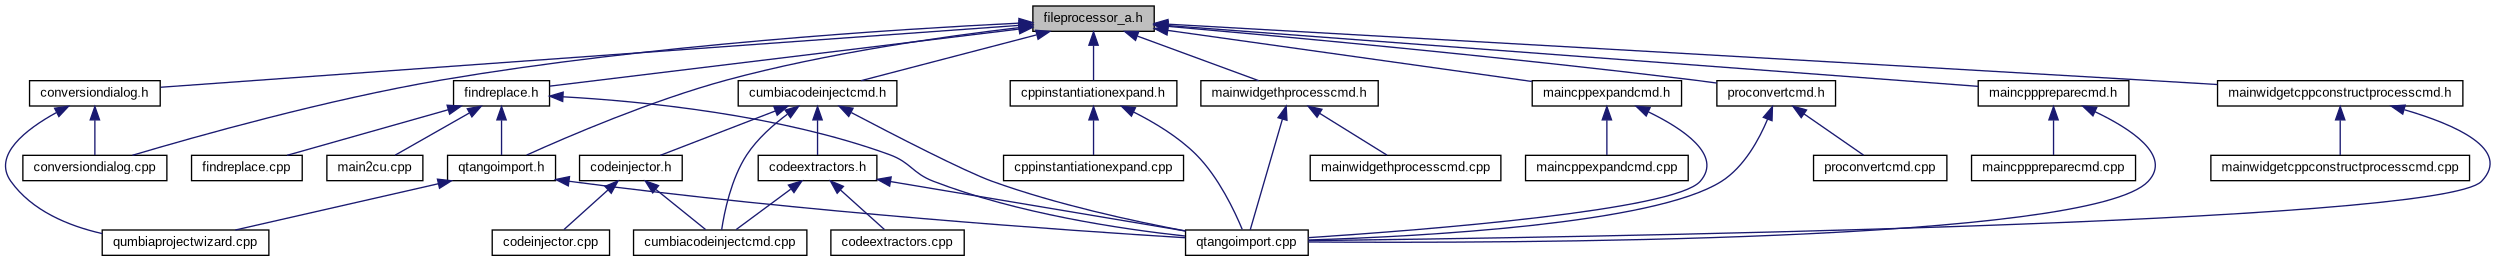 fileprocessor_a.h
conversiondialog.h
findreplace.h
cumbiacodeinjectcmd.h
cppinstantiationexpand.h
mainwidgethprocesscmd.h
maincppexpandcmd.h
proconvertcmd.h
maincpppreparecmd.h
mainwidgetcppconstructprocesscmd.h
conversiondialog.cpp
findreplace.cpp
main2cu.cpp
qtangoimport.h
codeinjector.h
codeextractors.h
cppinstantiationexpand.cpp
mainwidgethprocesscmd.cpp
maincppexpandcmd.cpp
proconvertcmd.cpp
maincpppreparecmd.cpp
mainwidgetcppconstructprocesscmd.cpp
qumbiaprojectwizard.cpp
codeinjector.cpp
cumbiacodeinjectcmd.cpp
codeextractors.cpp
qtangoimport.cpp